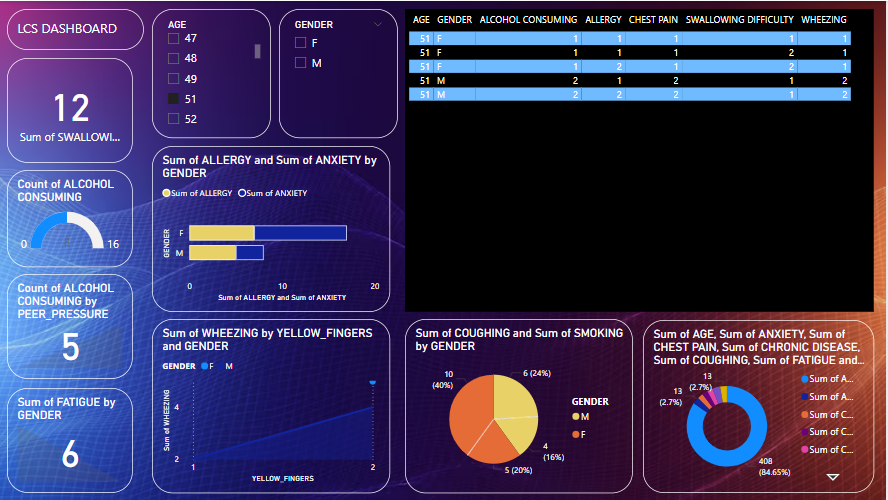 LCS DASHBOARD
12
Sum of SWALLOWI...
Count of ALCOHOL
CONSUMING
0
16
Count of ALCOHOL
CONSUMING by
PEER_PRESSURE
5
Sum of FATIGUE by
GENDER
6
AGE
47
48
49
51
52
GENDER
F
M
Sum of ALLERGY and Sum of ANXIETY by
GENDER
Sum of ALLERGY Sum of ANXIETY
GENDER
F
M
0 10 20
Sum of ALLERGY and Sum of ANXIETY
Sum of WHEEZING by YELLOW_FINGERS
and GENDER
GENDER F M
Sum of WHEEZING
4
2
1 2
YELLOW_FINGERS
AGE GENDER ALCOHOL CONSUMING ALLERGY CHEST PAIN SWALLOWING DIFFICULTY WHEEZING
51 F 1 1 1 1 1
51 F 1 1 1 2 1
51 F 1 2 1 2 1
51 M 2 1 2 1 2
51 M 2 2 2 1 2
Sum of COUGHING and Sum of SMOKING
by GENDER
10
(40%)
6 (24%)
4
(16%)
5 (20%)
GENDER
M
F
Sum of AGE, Sum of ANXIETY, Sum of
CHEST PAIN, Sum of CHRONIC DISEASE,
Sum of COUGHING, Sum of FATIGUE and...
13
(2.7%)
13
(2.7%)
408
(84.65%)
Sum of A...
Sum of A...
Sum of C...
Sum of C...
Sum of C...